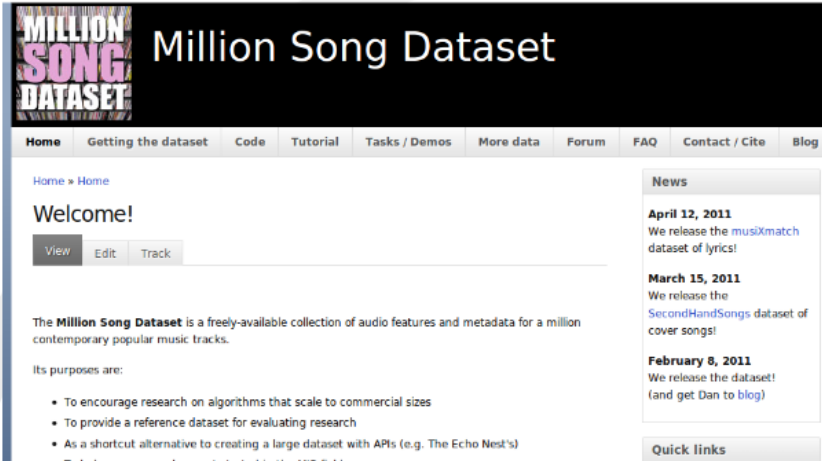 MILLION
SONG
DATASET
Million Song Dataset
Home Getting the dataset Code Tutorial Tasks / Demos More data Forum FAQ Contact / Cite Blog
Home » Home
Welcome!
View Edit Track
The Million Song Dataset is a freely-available collection of audio features and metadata for a million
contemporary popular music tracks.
Its purposes are:
• To encourage research on algorithms that scale to commercial sizes
• To provide a reference dataset for evaluating research
• As a shortcut alternative to creating a large dataset with APIs (e.g. The Echo Nest's)
News
April 12, 2011
We release the musiXmatch
dataset of lyrics!
March 15, 2011
We release the
SecondHandSongs dataset of
cover songs!
February 8, 2011
We release the dataset!
(and get Dan to blog)
Quick links